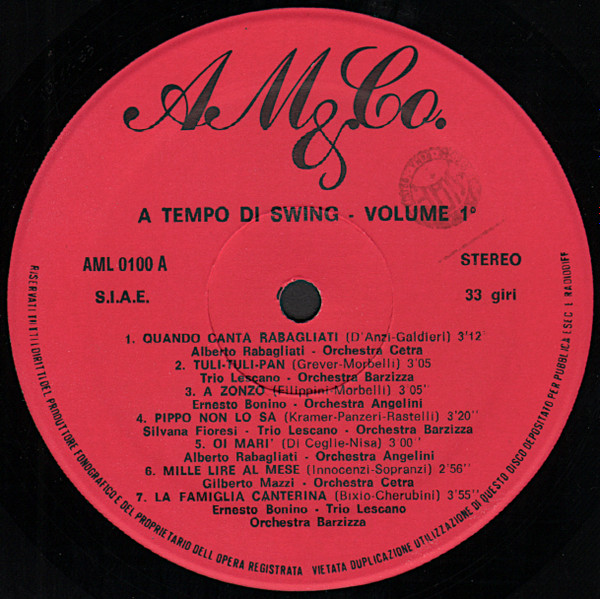 AM&Co.
A TEMPO DI SWING - VOLUME 1º
AML 0100 A
STEREO
S.I.A.E.
33 giri
1. QUANDO CANTA RABAGLIATI (D'Anzi-Galdieri) 3'12'
Alberto Rabagliati - Orchestra Cetra
2. TULI-TULI-PAN (Grever-Morbelli) 3'05
Trio Lescano - Orchestra Barzizza
3. A ZONZO (Filippini-Morbelli) 3'05''
Ernesto Bonino - Orchestra Angelini
4. PIPPO NON LO SA (Kramer-Panzeri-Rastelli) 3'20''
Silvana Fioresi - Trio Lescano - Orchestra Barzizza
5. OI MARI' (Di Ceglie-Nisa) 3 00''
Alberto Rabagliati - Orchestra Angelini
6. MILLE LIRE AL MESE (Innocenzi-Sopranzi) 2'56''
Gilberto Mazzi - Orchestra Cetra
7. LA FAMIGLIA CANTERINA (Bixio-Cherubini) 3'55''
Ernesto Bonino - Trio Lescano
Orchestra Barzizza
RISERVATI TUTTI I DIRITTI DEL PRODUTTORE FONOGRAFICO E DEL PROPRIETARIO DELL OPERA REGISTRATA VIETATA DUPLICAZIONE UTILIZZAZIONE DI QUESTO DISCO DEPOSITATO PER PUBBLICA ESEC E RADIODIFF